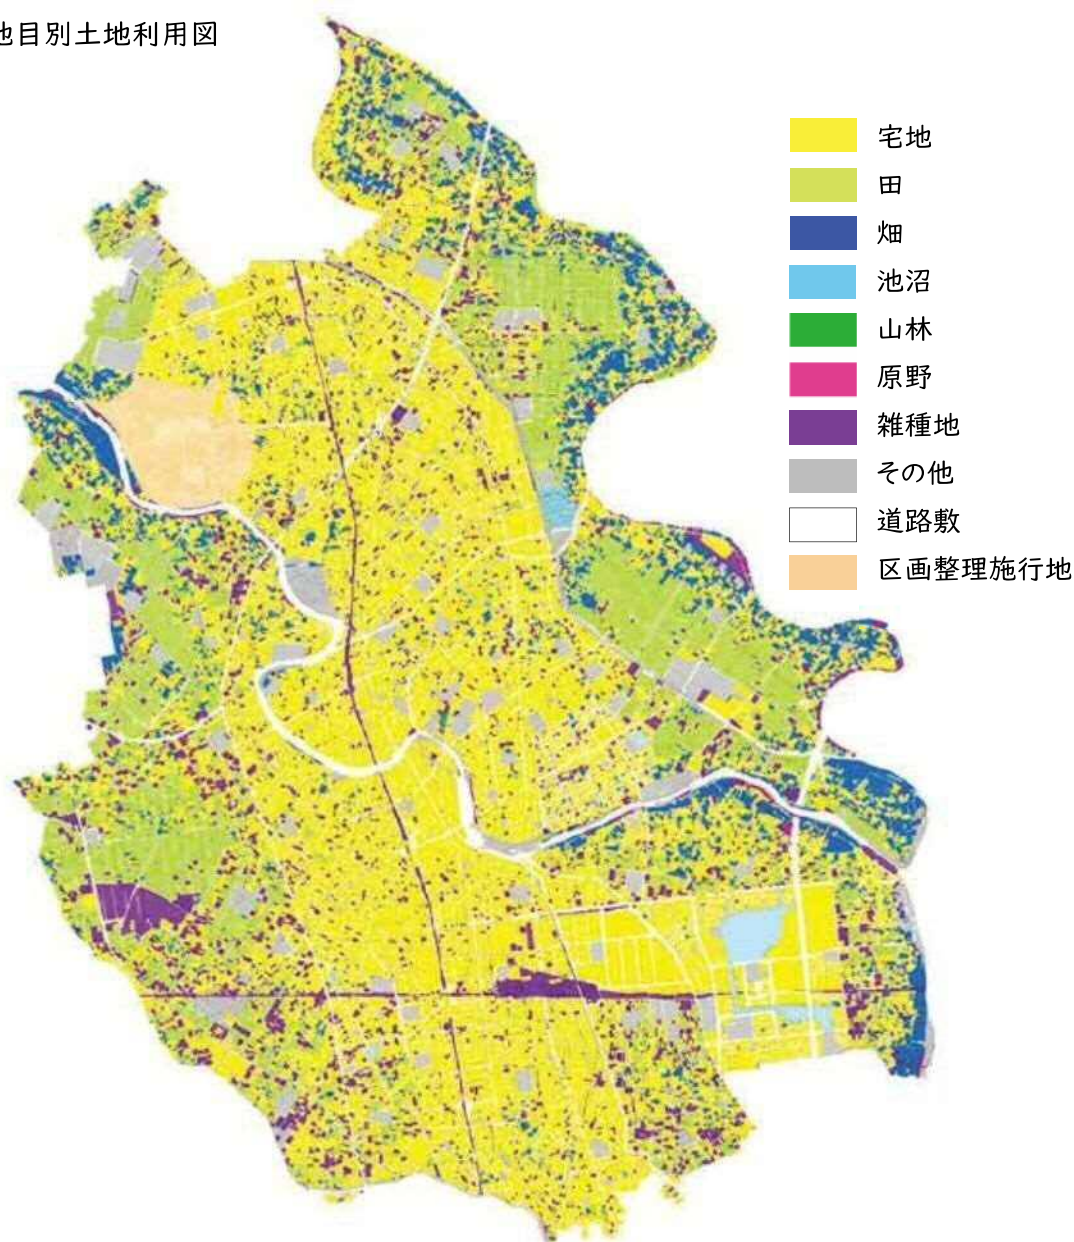 地目別土地利用図
宅地
田
畑
池沼
山林
原野
雑種地
その他
道路敷
区画整理施行地